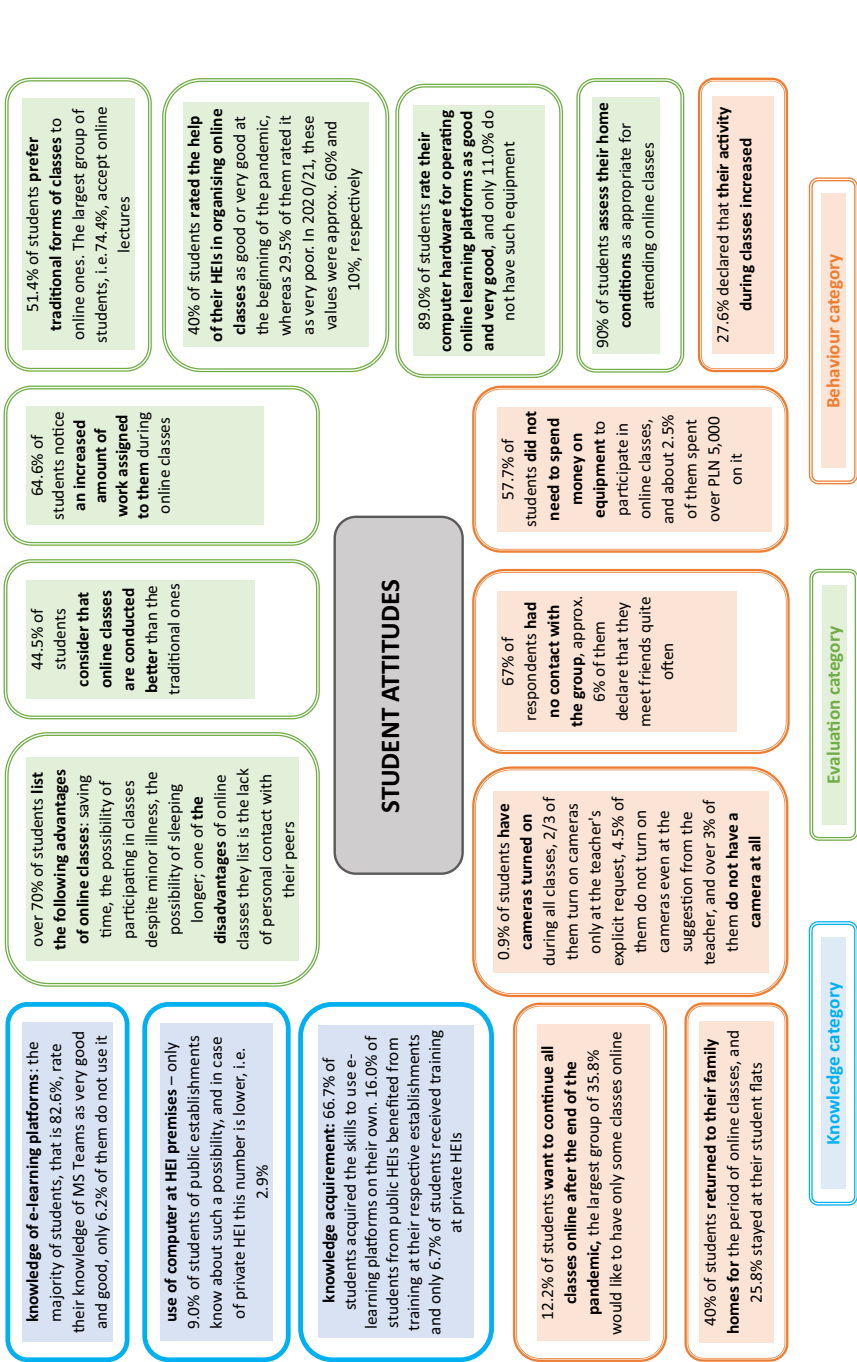 knowledge of e-learning platforms: the
majority of students, that is 82.6%, rate
their knowledge of MS Teams as very good
and good, only 6.2% of them do not use it
use of computer at HEI premises – only
9.0% of students of public establishments
know about such a possibility, and in case
of private HEI this number is lower, i.e.
2.9%
knowledge acquirement: 66.7% of
students acquired the skills to use e-
learning platforms on their own. 16.0% of
students from public HEIs benefited from
training at their respective establishments
and only 6.7% of students received training
at private HEIs
12.2% of students want to continue all
classes online after the end of the
pandemic, the largest group of 35.8%
would like to have only some classes online
40% of students returned to their family
homes for the period of online classes, and
25.8% stayed at their student flats
over 70% of students list
the following advantages
of online classes: saving
time, the possibility of
participating in classes
despite minor illness, the
possibility of sleeping
longer; one of the
disadvantages of online
classes they list is the lack
of personal contact with
their peers
44.5% of
students
consider that
online classes
are conducted
better than the
traditional ones
64.6% of
students notice
an increased
amount of
work assigned
to them during
online classes
STUDENT ATTITUDES
0.9% of students have
cameras turned on
during all classes, 2/3 of
them turn on cameras
only at the teacher's
explicit request, 4.5% of
them do not turn on
cameras even at the
suggestion from the
teacher, and over 3% of
them do not have a
camera at all
67% of
respondents had
no contact with
the group, approx.
6% of them
declare that they
meet friends quite
often
57.7% of
students did not
need to spend
money on
equipment to
participate in
online classes,
and about 2.5%
of them spent
over PLN 5,000
on it
51.4% of students prefer
traditional forms of classes to
online ones. The largest group of
students, i.e.74.4%, accept online
lectures
40% of students rated the help
of their HEIs in organising online
classes as good or very good at
the beginning of the pandemic,
whereas 29.5% of them rated it
as very poor. In 2020/21, these
values were approx.. 60% and
10%, respectively
89.0% of students rate their
computer hardware for operating
online learning platforms as good
and very good, and only 11.0% do
not have such equipment
90% of students assess their home
conditions as appropriate for
attending online classes
27.6% declared that their activity
during classes increased
Knowledge category
Evaluation category
Behaviour category